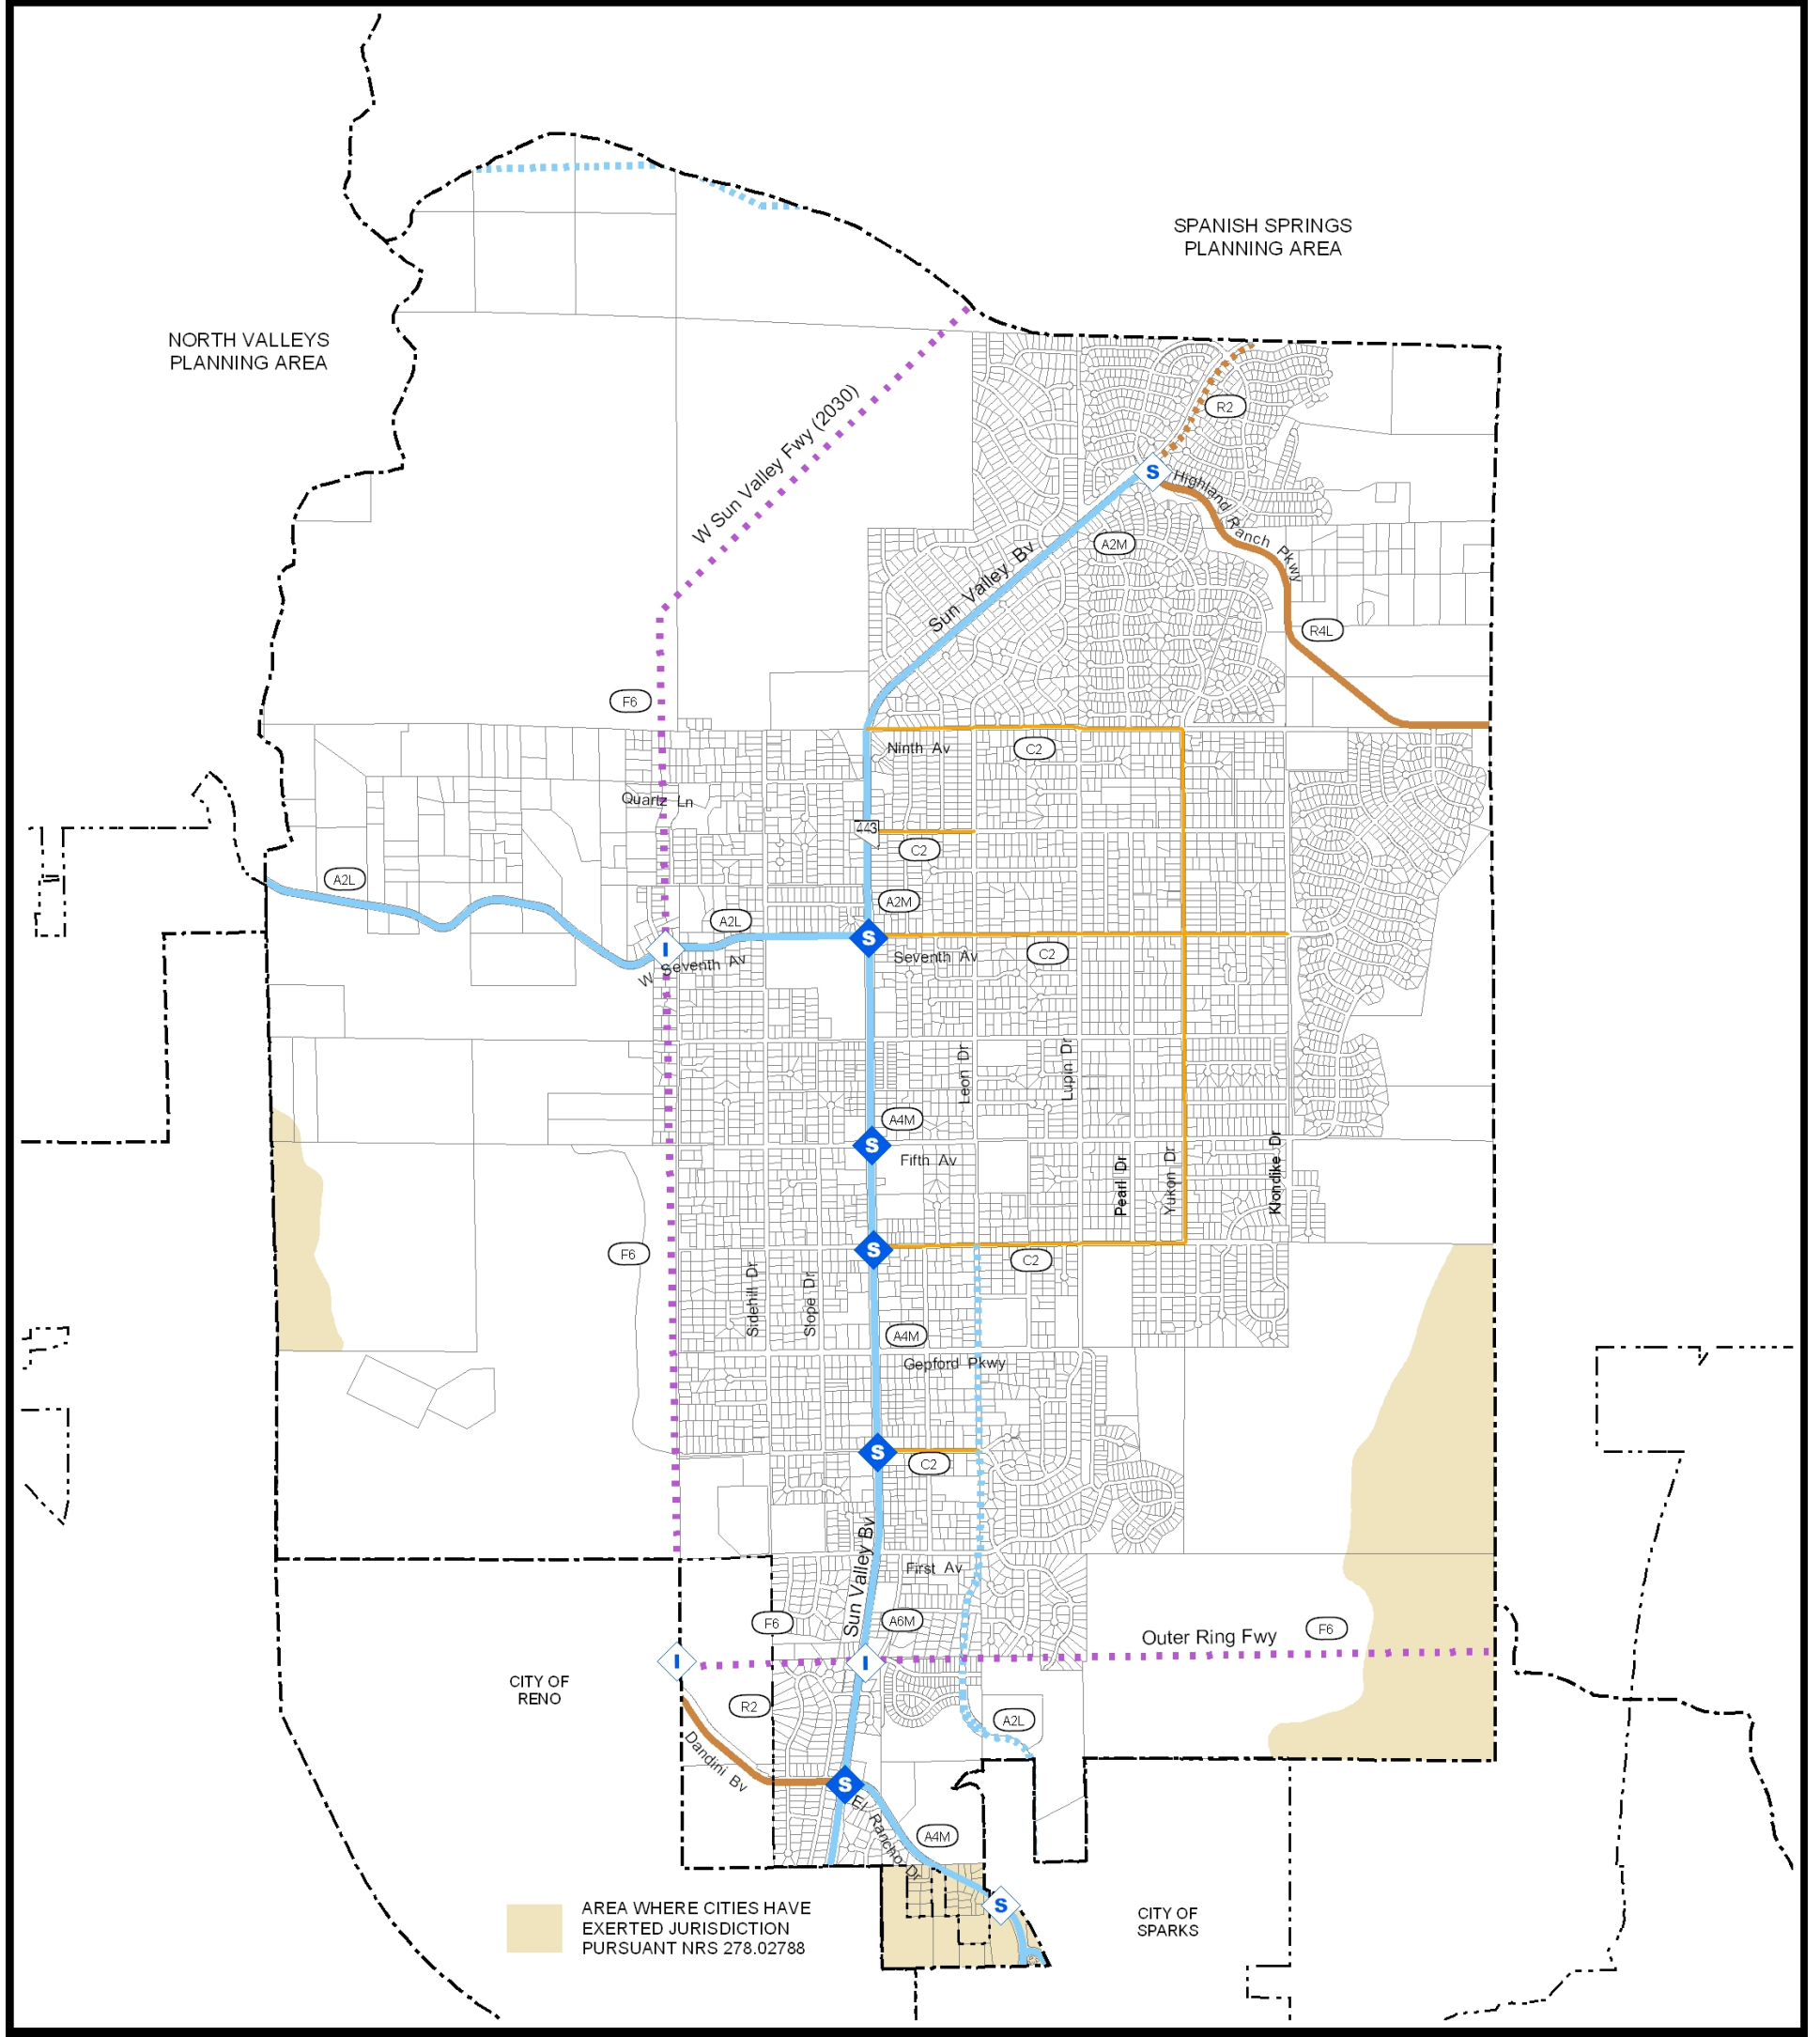 SPANISH SPRINGS
PLANNING AREA
NORTH VALLEYS
PLANNING AREA
W Sun Valley Fwy (2030)
R2
S
Highland Ranch Pkwy
A2M
Sun Valley Bv
R4L
F6
Ninth Av
C2
Quartz Ln
443
C2
A2L
A2M
A2L
S
I
W Seventh Av
Seventh Av
C2
Leon Dr
Lupin Dr
A4M
S
Fifth Av
Pearl Dr
Yukon Dr
Klondike Dr
F6
S
C2
Sidehill Dr
Slope Dr
A4M
Gepford Pkwy
S
C2
Sun Valley Bv
First Av
F6
A6M
Outer Ring Fwy
F6
I
I
CITY OF
RENO
R2
A2L
Dandini Bv
S
El Rancho Dr
A4M
S
AREA WHERE CITIES HAVE
EXERTED JURISDICTION
PURSUANT NRS 278.02788
CITY OF
SPARKS